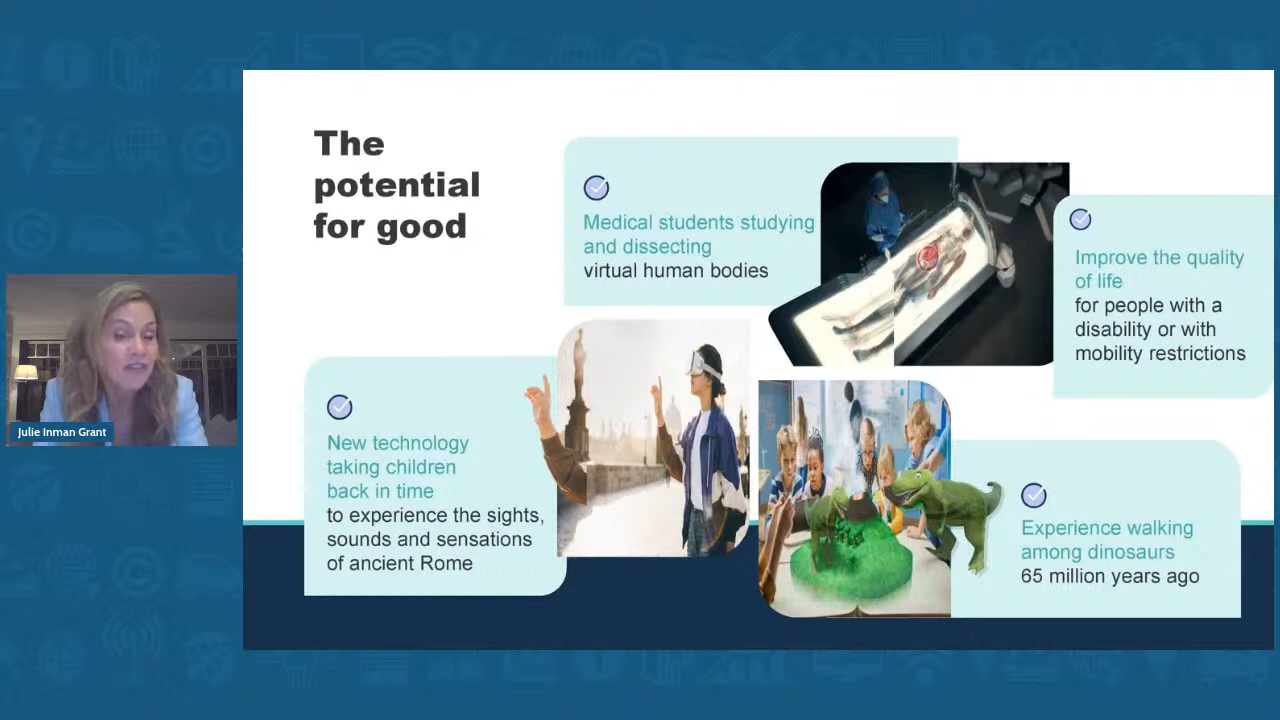 The
potential
for good
Medical students studying
and dissecting
virtual human bodies
Improve the quality
of life
for people with a
disability or with
mobility restrictions
New technology
taking children
back in time
to experience the sights,
sounds and sensations
of ancient Rome
Experience walking
among dinosaurs
65 million years ago
Julie Inman Grant